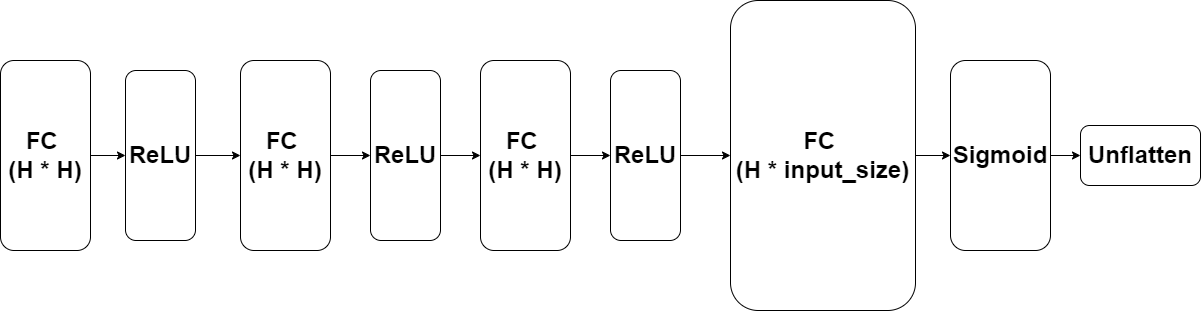 FC
(H * H)
ReLU
FC
(H * H)
ReLU
FC
(H * H)
ReLU
FC
(H * input_size)
Sigmoid
Unflatten